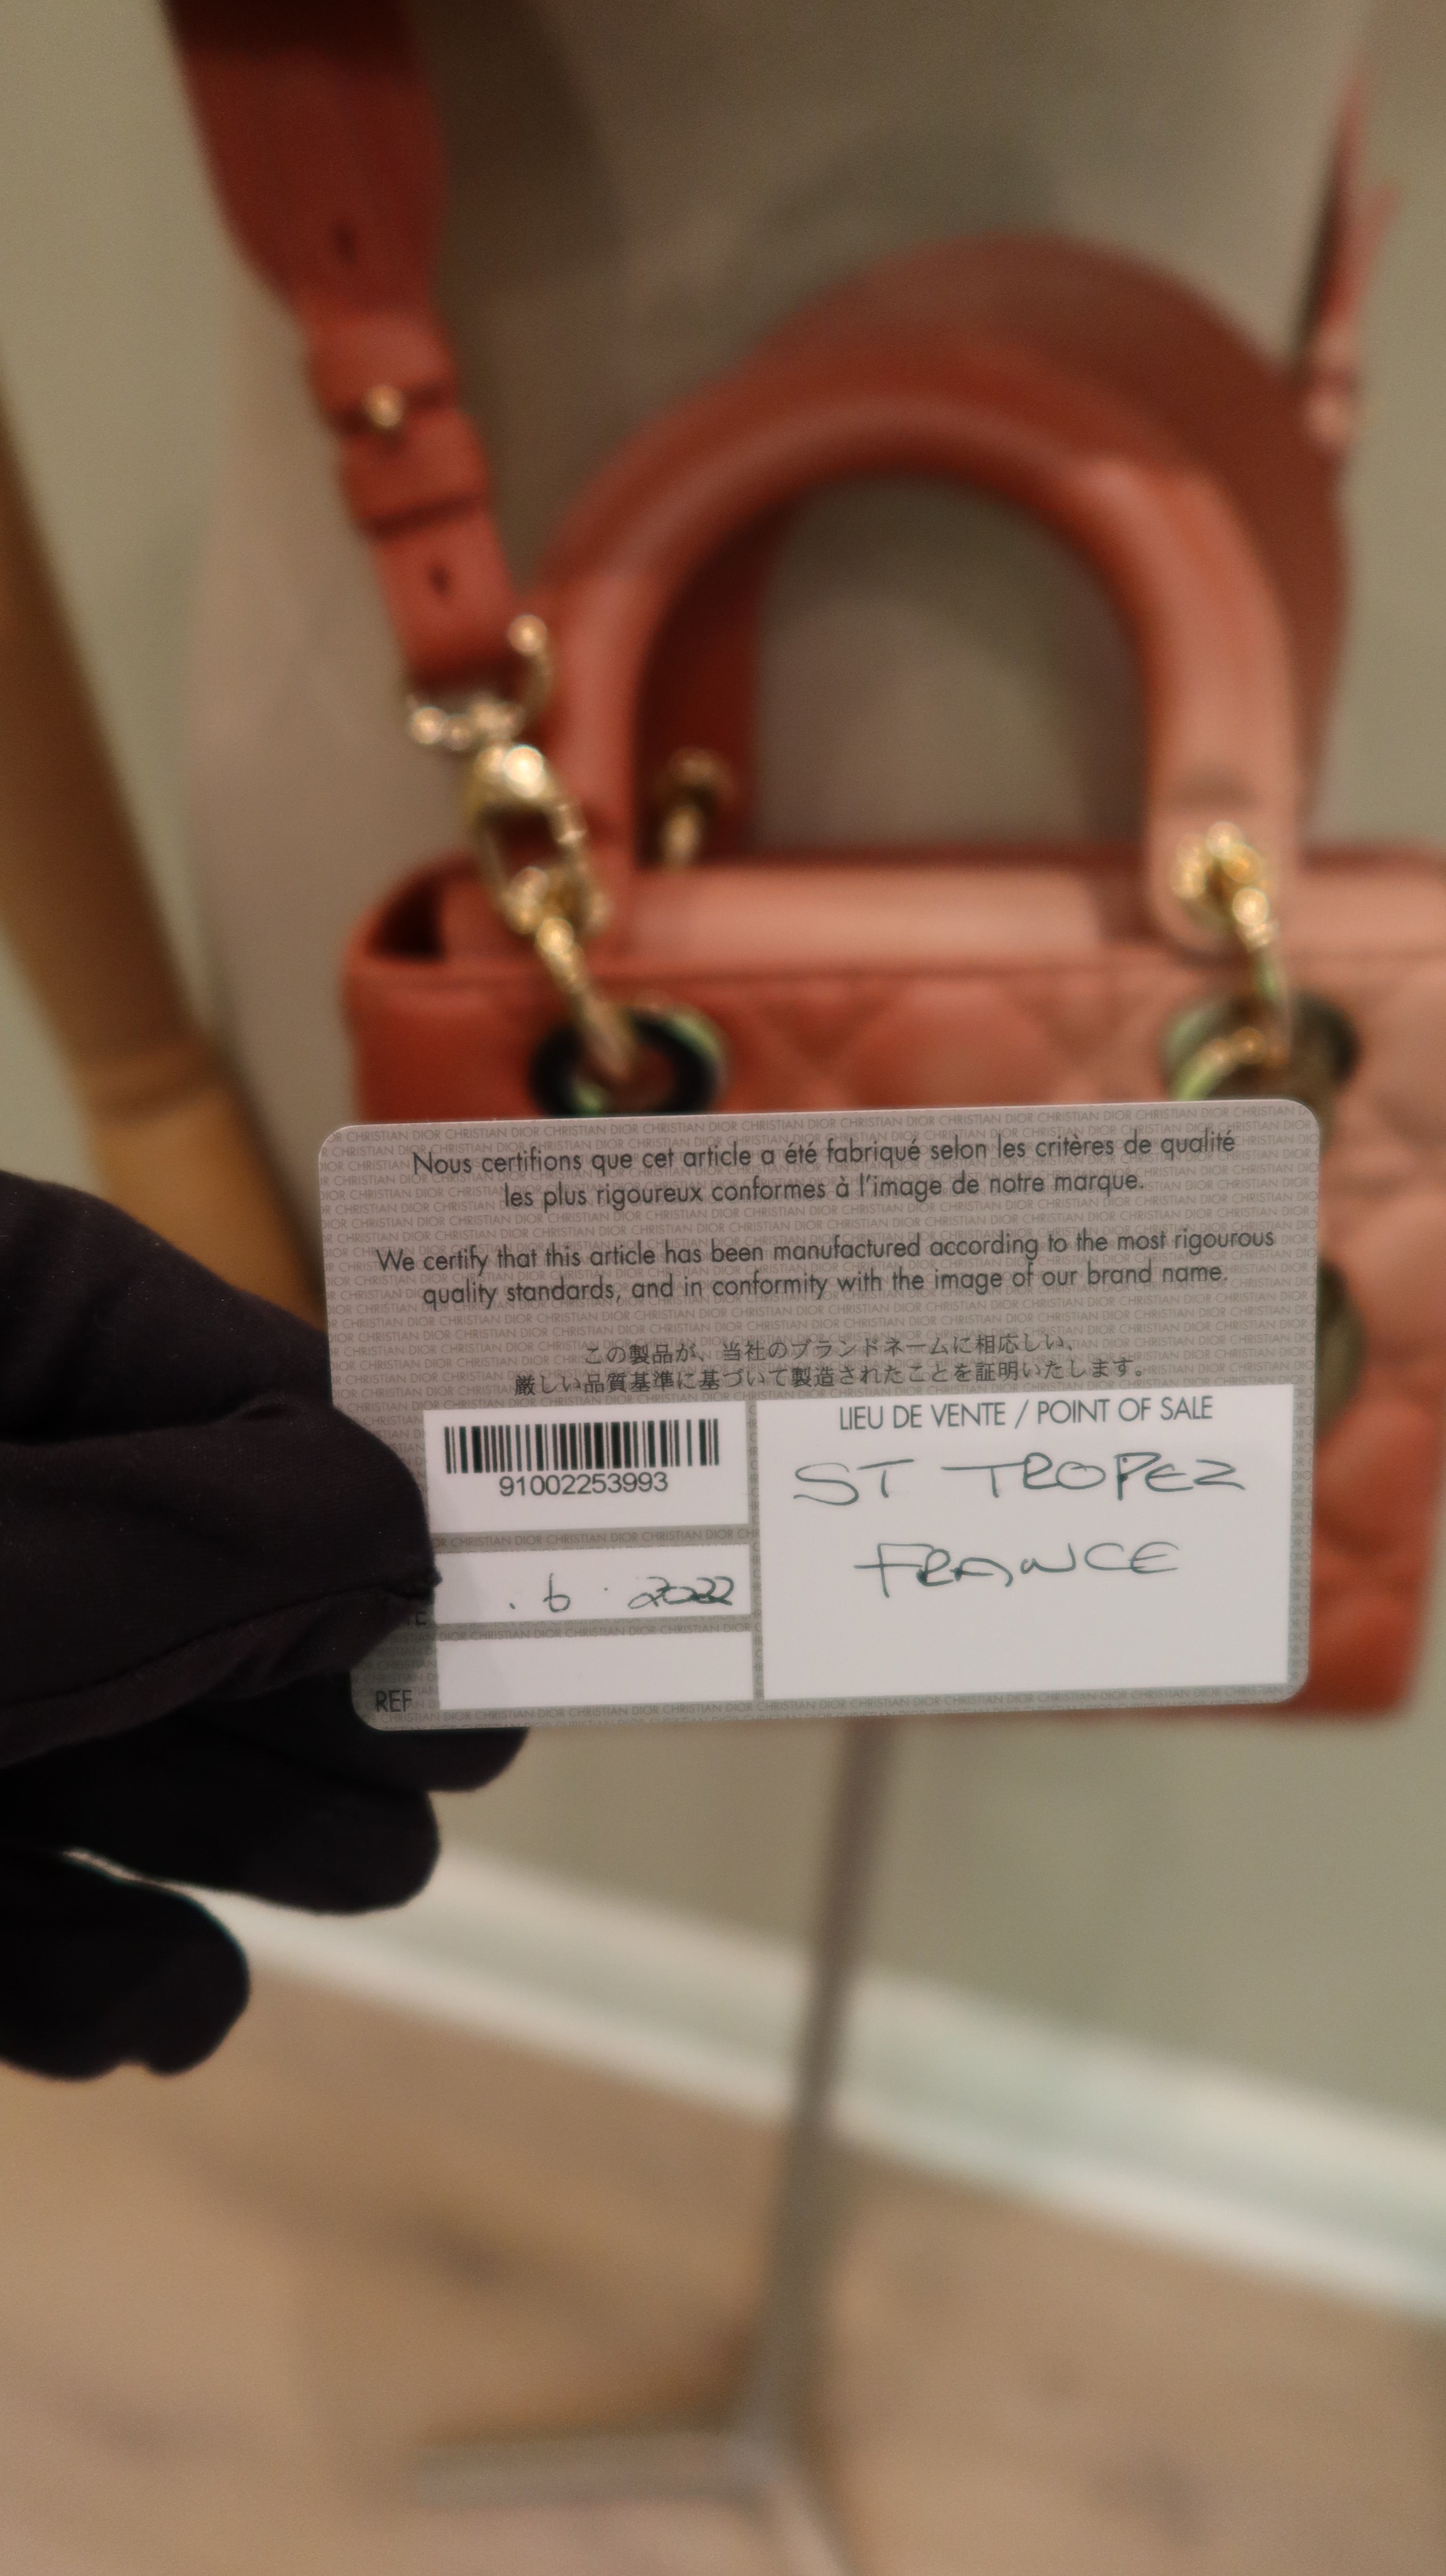 Nous certifions que cet article a été fabriqué selon les critères de qualité
les plus rigoureux conformes à l'image de notre marque.
We certify that this article has been manufactured according to the most rigourous
quality standards, and in conformity with the image of our brand name.
この製品が、当社のブランドネームに相応しい、
厳しい品質基準に基づいて製造されたことを証明いたします。
91002253993
LIEU DE VENTE / POINT OF SALE
ST TROPEZ
FRANCE
. 6 . 2022
REF
CHRISTIAN DIOR